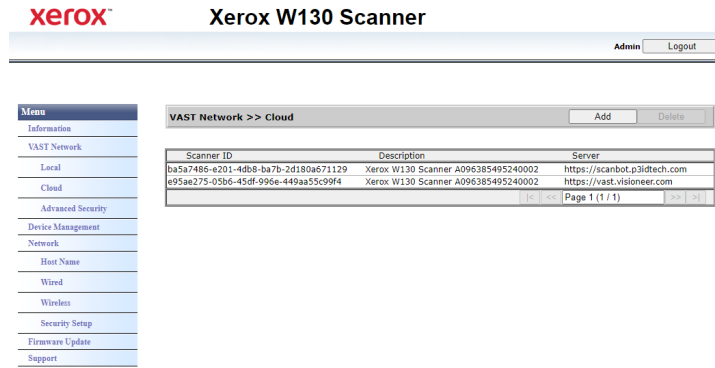 xerox™ Xerox W130 Scanner
Admin Logout
Menu
Information
VAST Network
Local
Cloud
Advanced Security
Device Management
Network
Host Name
Wired
Wireless
Security Setup
Firmware Update
Support
VAST Network >> Cloud Add Delete
Scanner ID Description Server
ba5a7486-e201-4db8-ba7b-2d180a671129 Xerox W130 Scanner A096385495240002 https://scanbot.p3idtech.com
e95ae275-05b6-45df-996e-449aa55c99f4 Xerox W130 Scanner A096385495240002 https://vast.visioneer.com
|< << Page 1 (1 / 1) >> >|